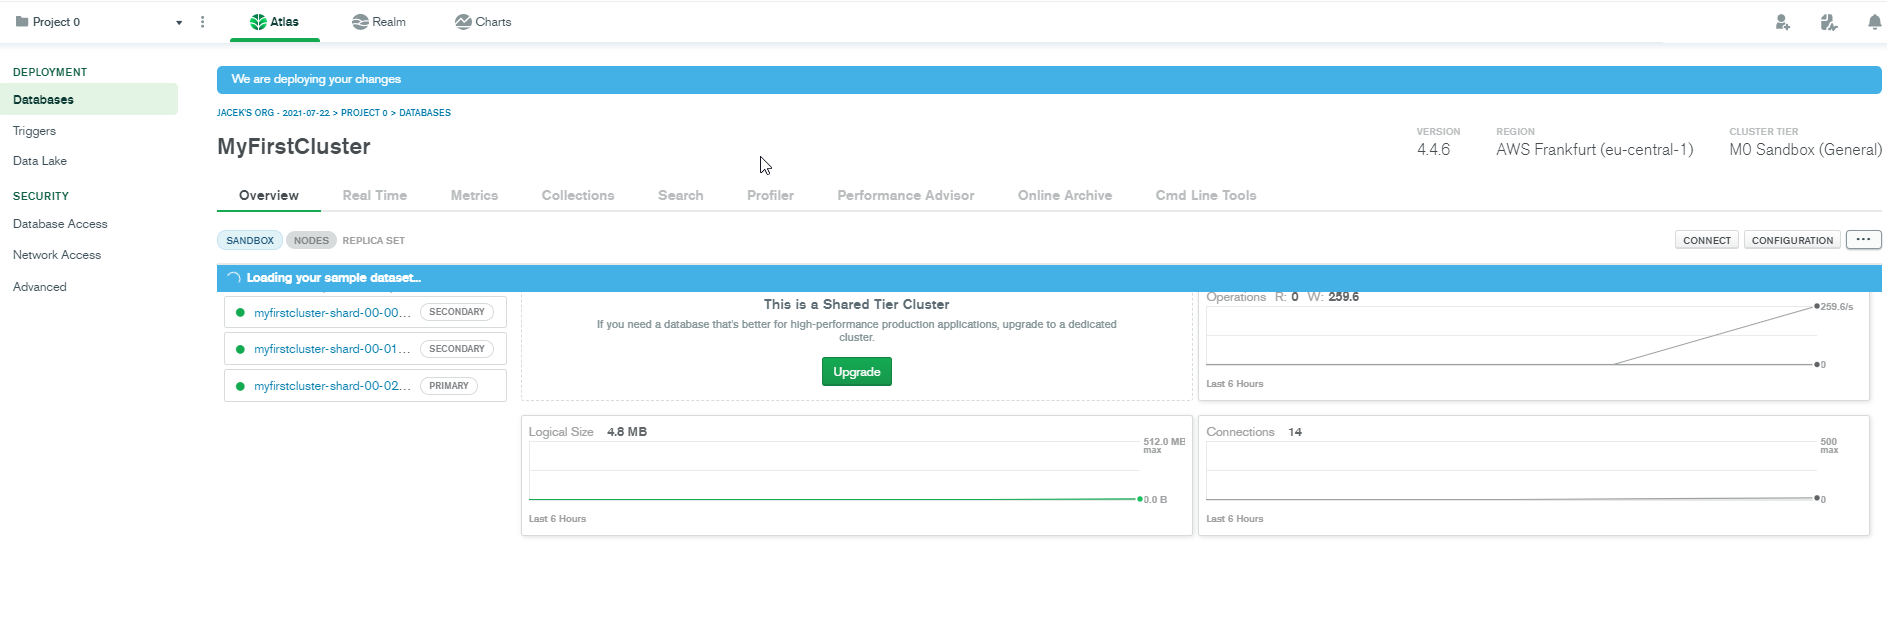 Project 0
Atlas
Realm
Charts
DEPLOYMENT
Databases
Triggers
Data Lake
SECURITY
Database Access
Network Access
Advanced
We are deploying your changes
JACEK'S ORG - 2021-07-22 > PROJECT 0 > DATABASES
MyFirstCluster
VERSION
4.4.6
REGION
AWS Frankfurt (eu-central-1)
CLUSTER TIER
M0 Sandbox (General)
Overview Real Time Metrics Collections Search Profiler Performance Advisor Online Archive Cmd Line Tools
SANDBOX NODES REPLICA SET
CONNECT CONFIGURATION ...
Loading your sample dataset...
myfirstcluster-shard-00-00... SECONDARY
myfirstcluster-shard-00-01... SECONDARY
myfirstcluster-shard-00-02... PRIMARY
This is a Shared Tier Cluster
If you need a database that's better for high-performance production applications, upgrade to a dedicated
cluster.
Upgrade
Operations R: 0 W: 259.6
259.6/s
0
Last 6 Hours
Logical Size 4.8 MB
512.0 MB
max
0.0 B
Last 6 Hours
Connections 14
500
max
0
Last 6 Hours